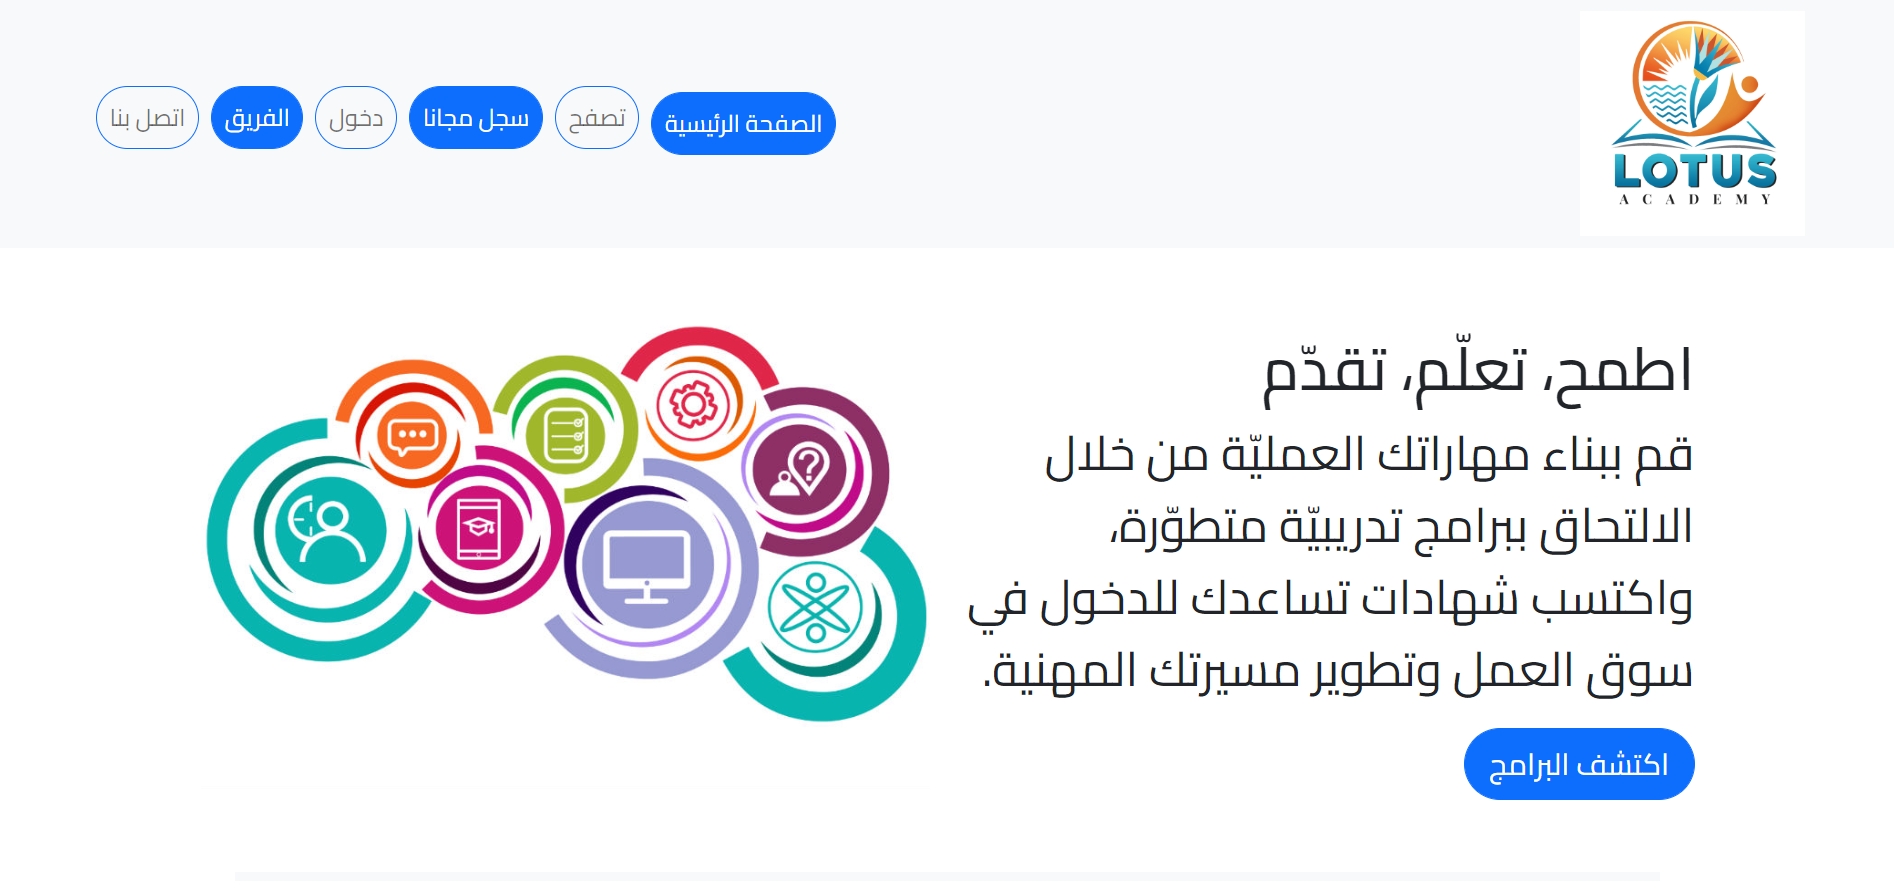 LOTUS
ACADEMY
الصفحة الرئيسية
تصفح
سجل مجانا
دخول
الفريق
اتصل بنا
اطمح، تعلّم، تقدّم
قم ببناء مهاراتك العمليّة من خلال
الالتحاق ببرامج تدريبيّة متطوّرة،
واكتسب شهادات تساعدك للدخول في
سوق العمل وتطوير مسيرتك المهنية.
اكتشف البرامج
?